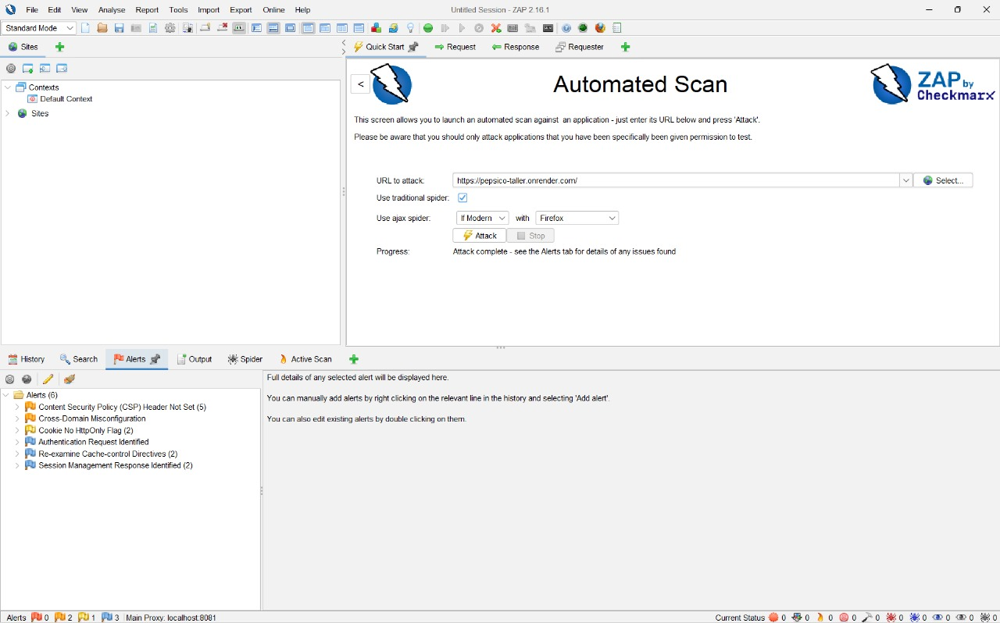 File Edit View Analyse Report Tools Import Export Online Help Untitled Session - ZAP 2.16.1
Standard Mode
Sites
Quick Start Request Response Requester
Contexts
Default Context
Sites
<
Automated Scan
ZAP by
Checkmarx
This screen allows you to launch an automated scan against  an application - just enter its URL below and press 'Attack'.
Please be aware that you should only attack applications that you have been specifically been given permission to test.
URL to attack: https://pepsico-taller.onrender.com/ Select...
Use traditional spider:
Use ajax spider: If Modern with Firefox
Attack Stop
Progress: Attack complete - see the Alerts tab for details of any issues found
History Search Alerts Output Spider Active Scan
Alerts (6)
Content Security Policy (CSP) Header Not Set (5)
Cross-Domain Misconfiguration
Cookie No HttpOnly Flag (2)
Authentication Request Identified
Re-examine Cache-control Directives (2)
Session Management Response Identified (2)
Full details of any selected alert will be displayed here.
You can manually add alerts by right clicking on the relevant line in the history and selecting 'Add alert'.
You can also edit existing alerts by double clicking on them.
Alerts 0 2 1 3 Main Proxy: localhost:8081 Current Status 0 0 0 0 0 0 0 0 0 0